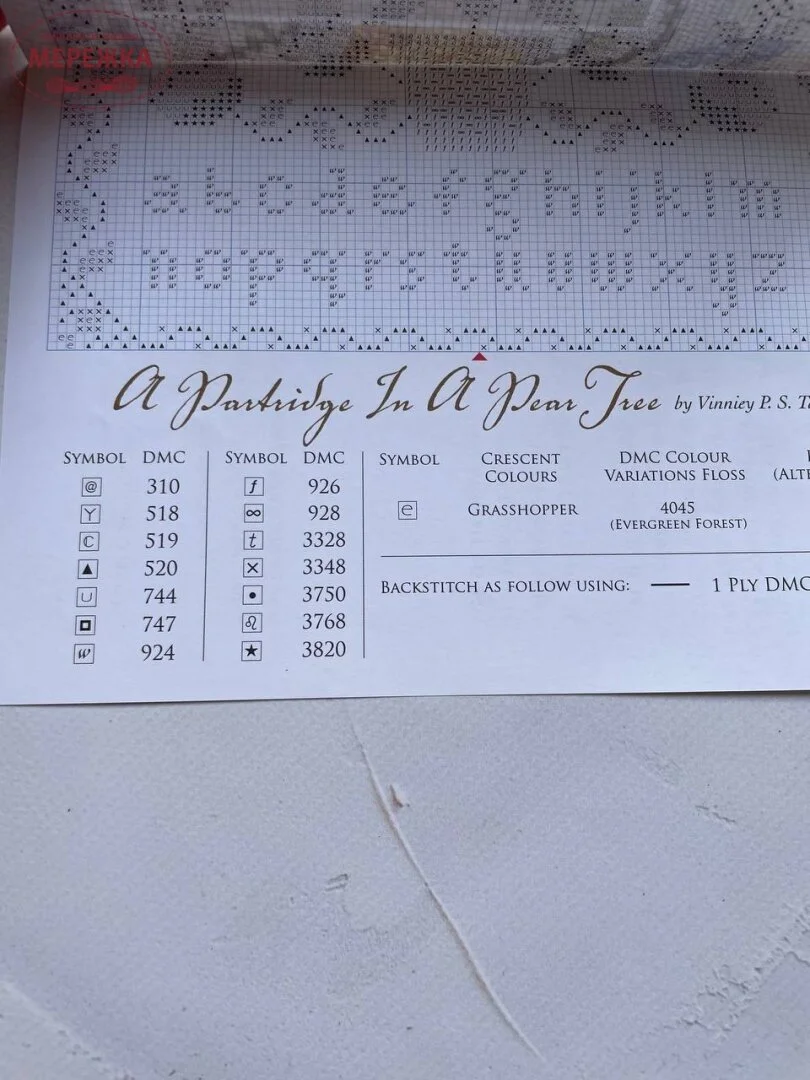 МЕРЕЖКА
A Partridge In A Pear Tree by Vinniey P. S.
SYMBOL DMC SYMBOL DMC SYMBOL CRESCENT COLOURS DMC COLOUR VARIATIONS FLOSS
@ 310 f 926 e GRASSHOPPER 4045 (EVERGREEN FOREST)
Y 518 ∞ 928
C 519 t 3328
▲ 520 × 3348
∪ 744 • 3750
◘ 747 ♌ 3768
w 924 ★ 3820
BACKSTITCH AS FOLLOW USING: — 1 PLY DMC